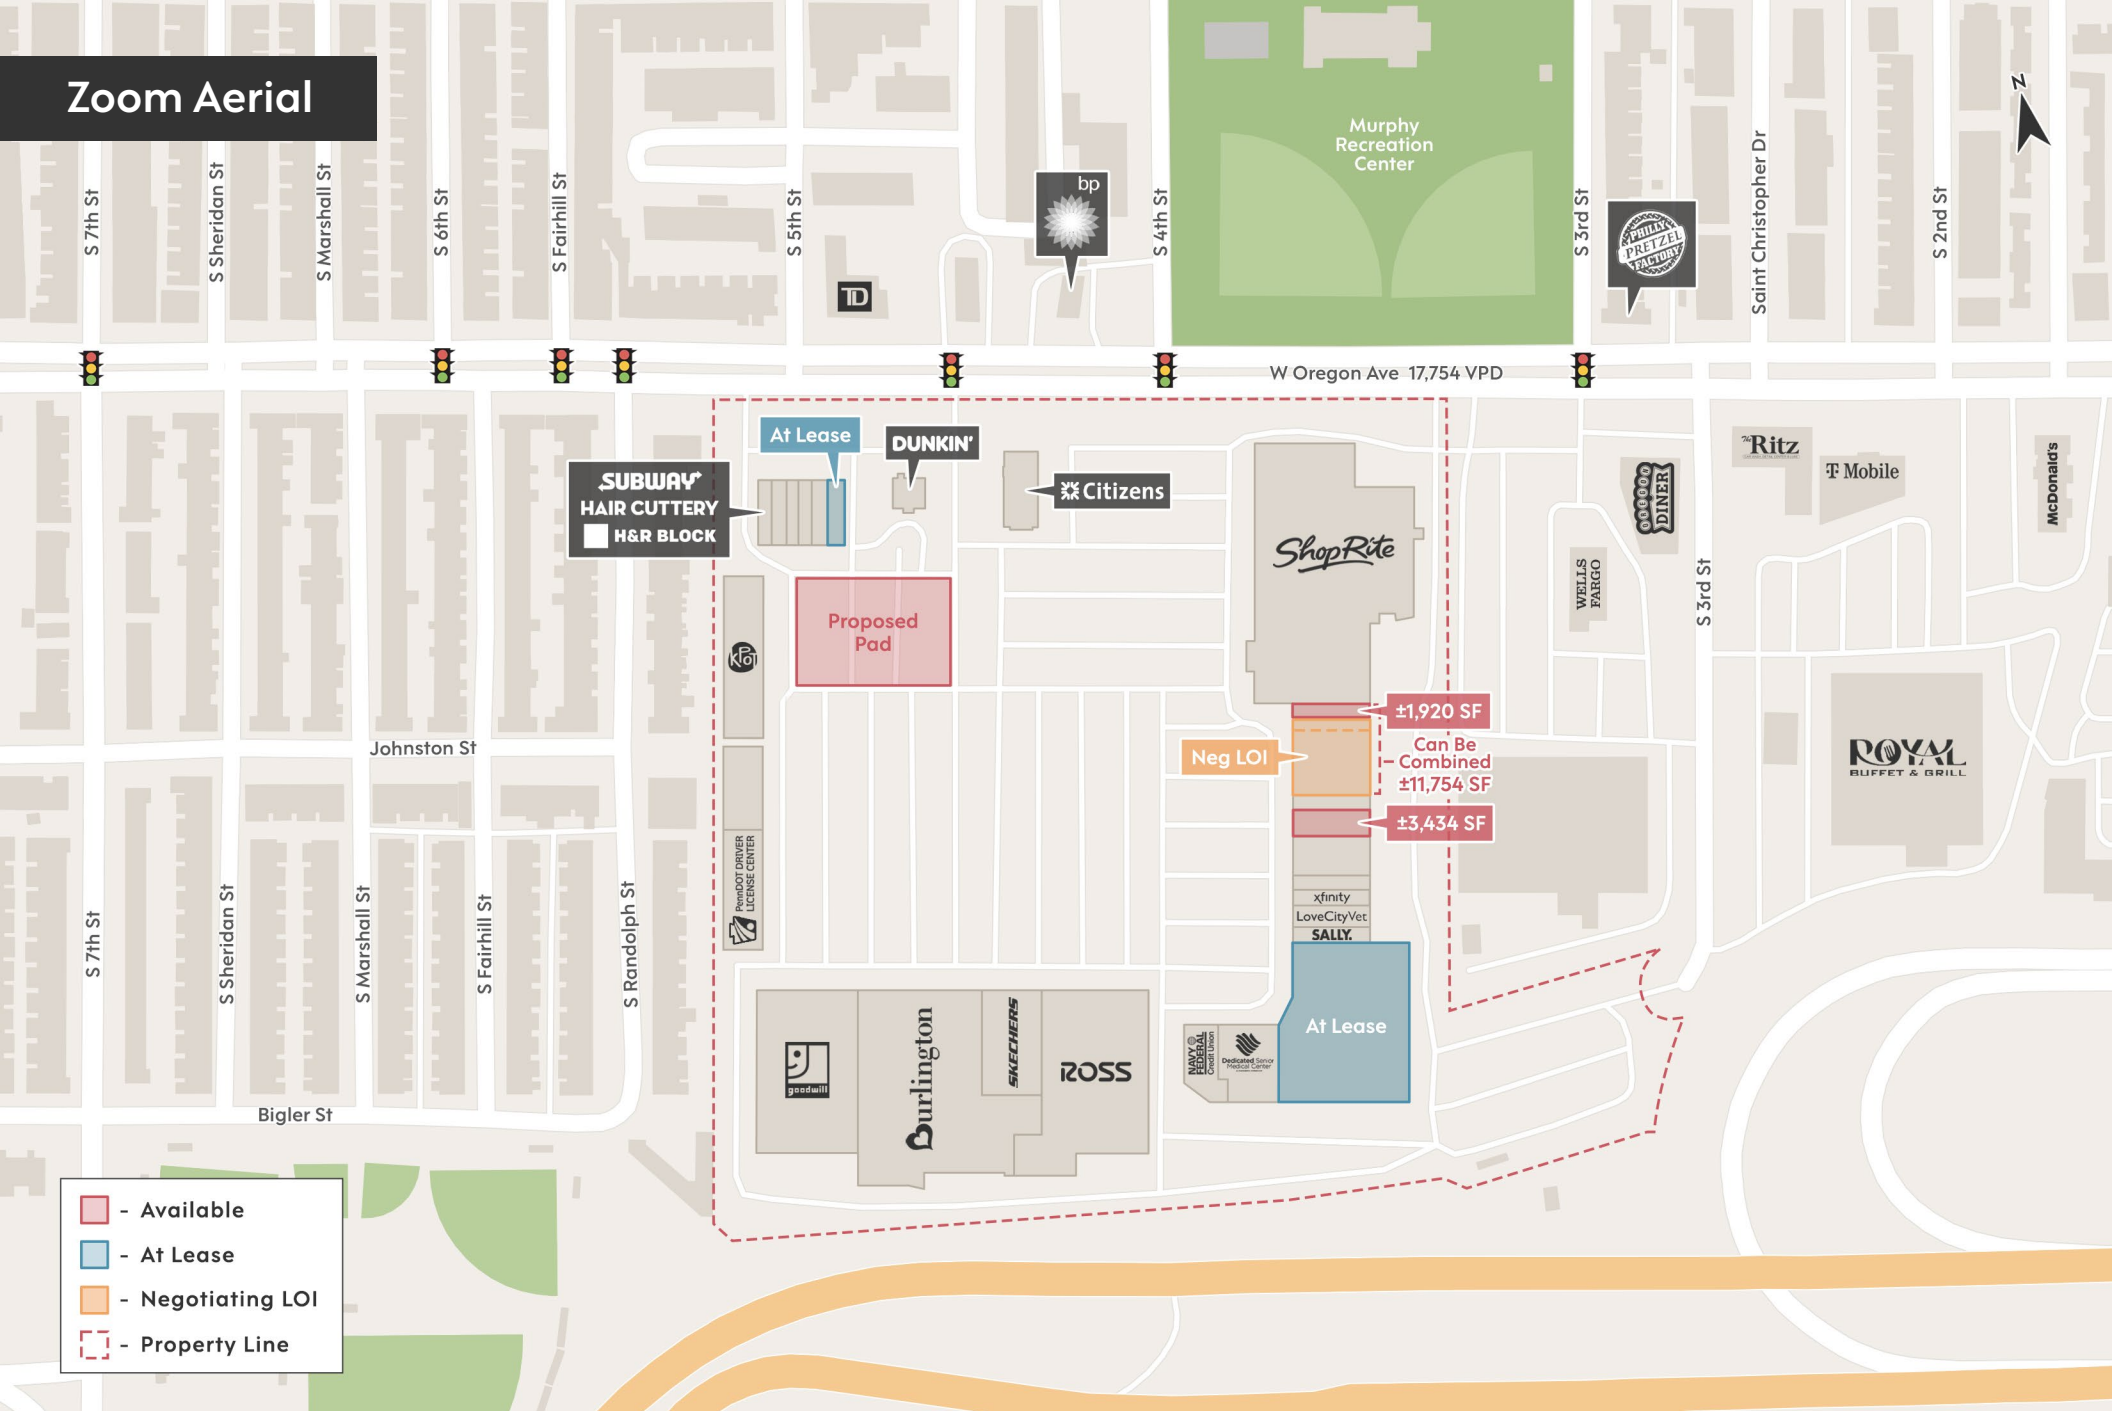 Zoom Aerial
N
Murphy
Recreation
Center
bp
S 7th St
S Sheridan St
S Marshall St
S 6th St
S Fairhill St
S 5th St
S 4th St
S 3rd St
PHILLY
PRETZEL
FACTORY
Saint Christopher Dr
S 2nd St
TD
W Oregon Ave 17,754 VPD
At Lease
DUNKIN'
SUBWAY
HAIR CUTTERY
H&R BLOCK
Citizens
ShopRite
The Ritz
T Mobile
OREGON
DINER
McDonald's
WELLS
FARGO
S 3rd St
Proposed
Pad
KPOT
±1,920 SF
Neg LOI
Can Be
Combined
±11,754 SF
±3,434 SF
ROYAL
BUFFET & GRILL
Johnston St
PennDOT DRIVER
LICENSE CENTER
xfinity
LoveCityVet
SALLY.
S 7th St
S Sheridan St
S Marshall St
S Fairhill St
S Randolph St
At Lease
goodwill
Burlington
SKECHERS
ROSS
NAVY
FEDERAL
Credit Union
Dedicated Senior
Medical Center
Bigler St
- Available
- At Lease
- Negotiating LOI
- Property Line